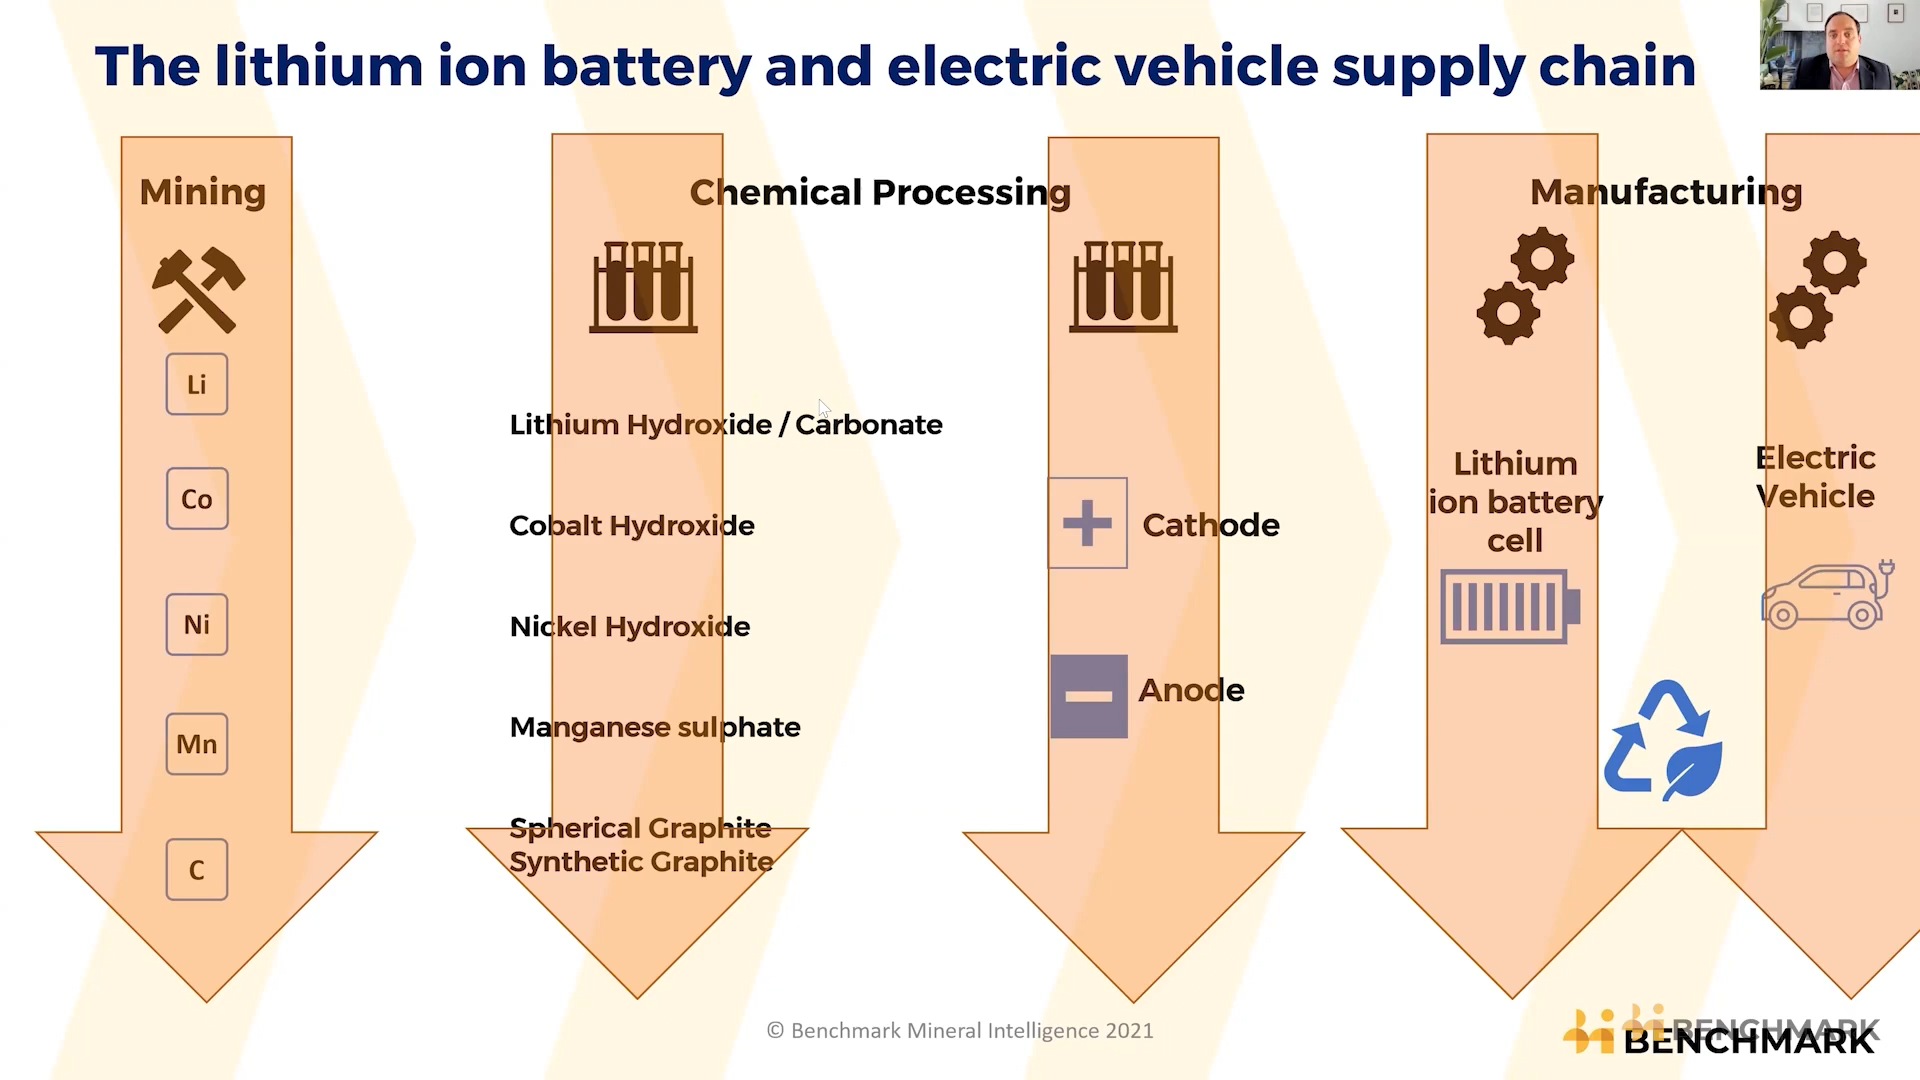 The lithium ion battery and electric vehicle supply chain
Mining
Chemical Processing
Manufacturing
Li
Co
Ni
Mn
C
Lithium Hydroxide / Carbonate
Cobalt Hydroxide
Nickel Hydroxide
Manganese sulphate
Spherical Graphite
Synthetic Graphite
Cathode
Anode
Lithium
ion battery
cell
Electric
Vehicle
© Benchmark Mineral Intelligence 2021
BENCHMARK
BENCHMARK